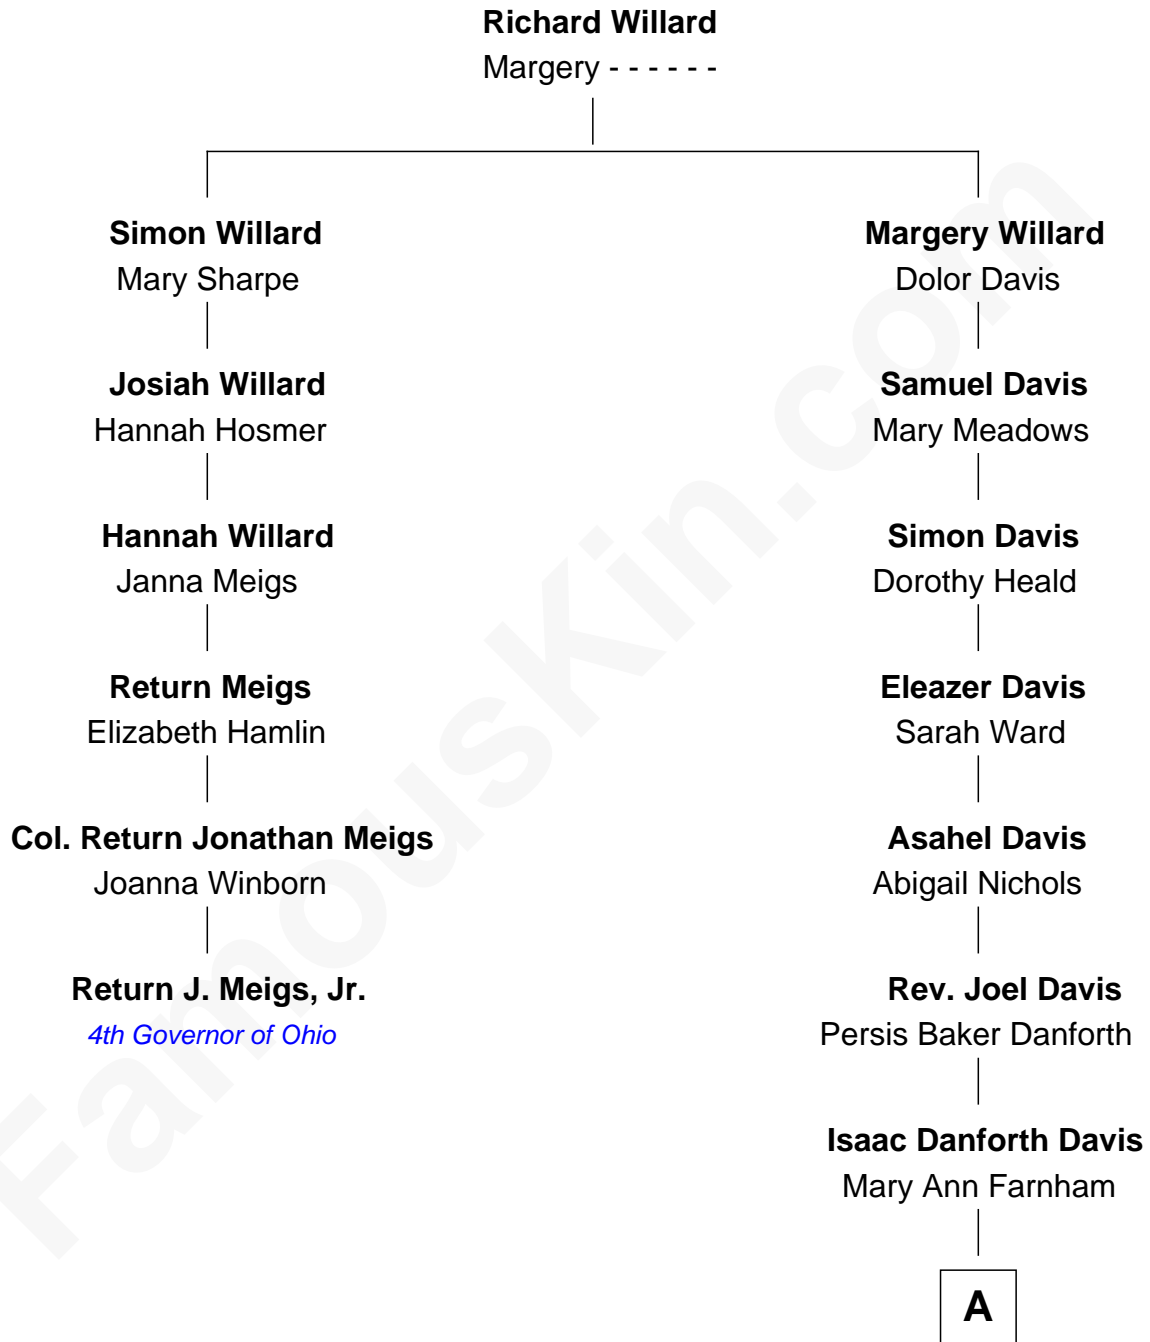 Richard Willard
Margery - - - - - -
Simon Willard
Mary Sharpe
Margery Willard
Dolor Davis
Josiah Willard
Hannah Hosmer
Samuel Davis
Mary Meadows
Hannah Willard
Janna Meigs
Simon Davis
Dorothy Heald
Return Meigs
Elizabeth Hamlin
Eleazer Davis
Sarah Ward
Col. Return Jonathan Meigs
Joanna Winborn
Asahel Davis
Abigail Nichols
Return J. Meigs, Jr.
4th Governor of Ohio
Rev. Joel Davis
Persis Baker Danforth
Isaac Danforth Davis
Mary Ann Farnham
A
FamousKin.com